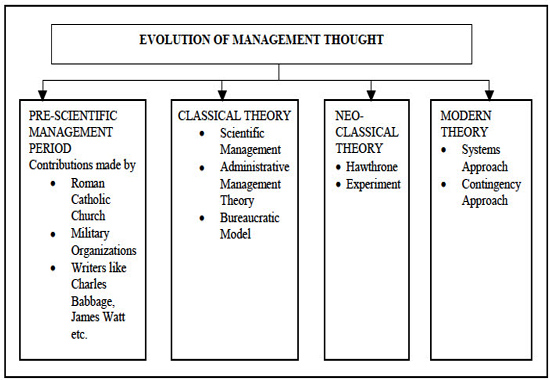 EVOLUTION OF MANAGEMENT THOUGHT
PRE-SCIENTIFIC
MANAGEMENT
PERIOD
Contributions made by
• Roman
Catholic
Church
• Military
Organizations
• Writers like
Charles
Babbage,
James Watt
etc.
CLASSICAL THEORY
• Scientific
Management
• Administrative
Management
Theory
• Bureaucratic
Model
NEO-
CLASSICAL
THEORY
• Hawthrone
• Experiment
MODERN
THEORY
• Systems
Approach
• Contingency
Approach